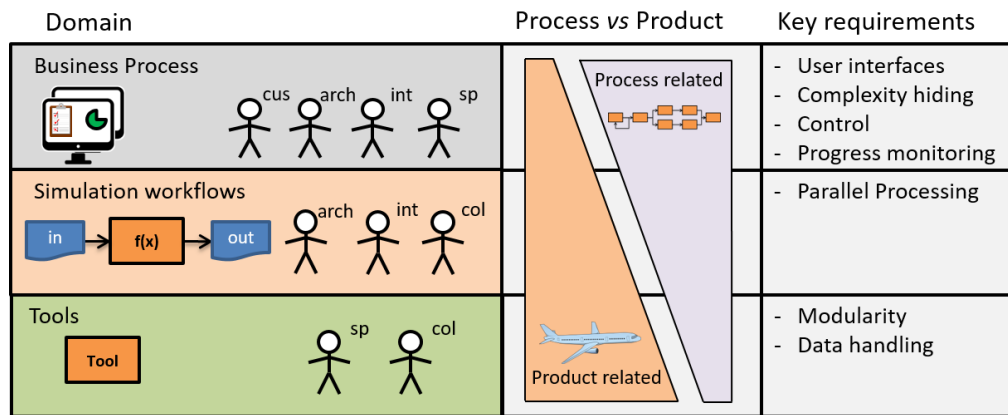 Domain
Process vs Product
Key requirements
Business Process
cus
arch
int
sp
Process related
- User interfaces
- Complexity hiding
- Control
- Progress monitoring
Simulation workflows
in
f(x)
out
arch
int
col
- Parallel Processing
Tools
Tool
sp
col
Product related
- Modularity
- Data handling